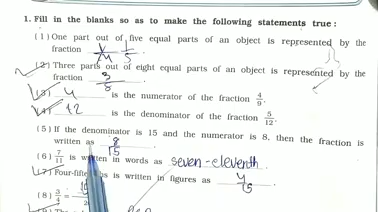 1. Fill in the blanks so as to make the following statements true :
(1) One part out of five equal parts of an object is represented by the
fraction 1/5 .
(2) Three parts out of eight equal parts of an object is represented by the
fraction 3/8 .
(3) 4 is the numerator of the fraction 4/9 .
(4) 12 is the denominator of the fraction 5/12 .
(5) If the denominator is 15 and the numerator is 8, then the fraction is
written as 8/15 .
(6) 7/11 is written in words as seven-eleventh .
(7) Four-fifths is written in figures as 4/5
(8) 3/4 =